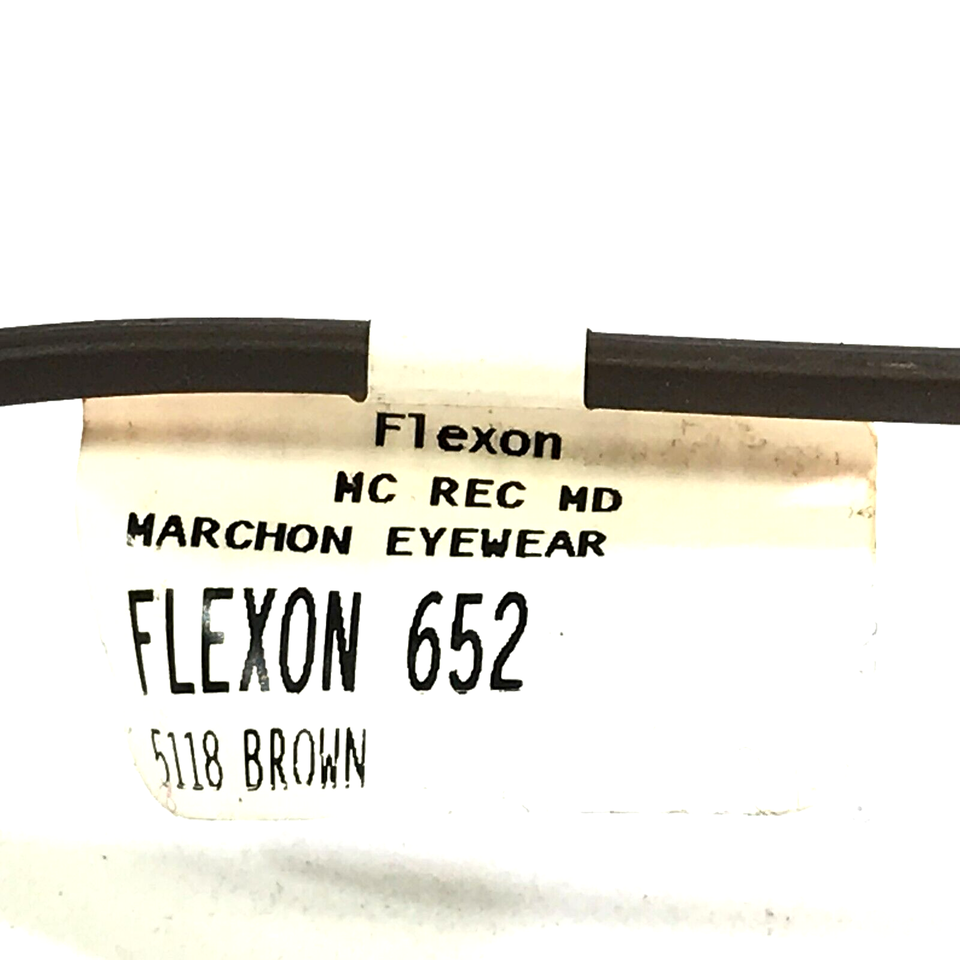 Flexon
MC REC MD
MARCHON EYEWEAR
FLEXON 652
5118 BROWN